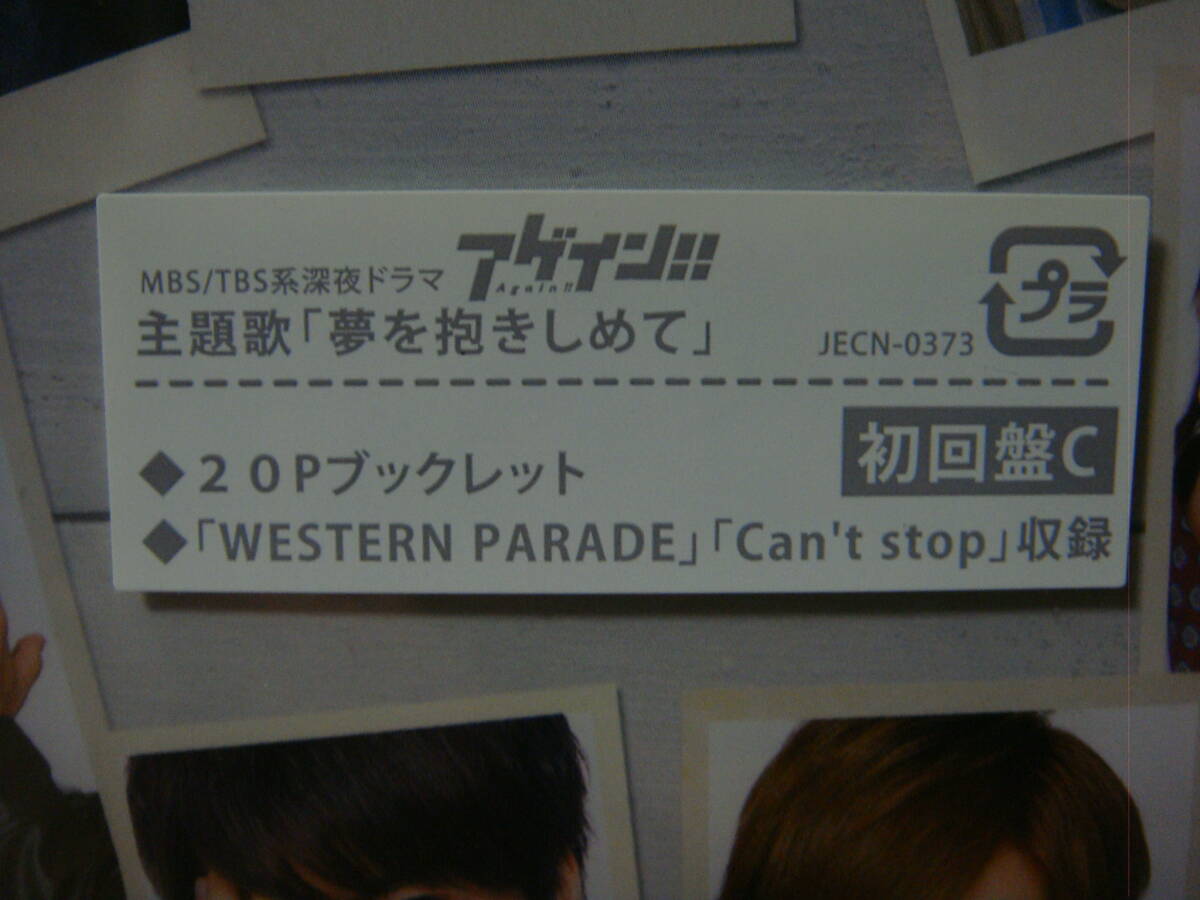 MBS/TBS系深夜ドラマ アゲイン!!
Again!!
主題歌「夢を抱きしめて」
JECN-0373
プラ
初回盤C
◆20Pブックレット
◆「WESTERN PARADE」「Can't stop」収録